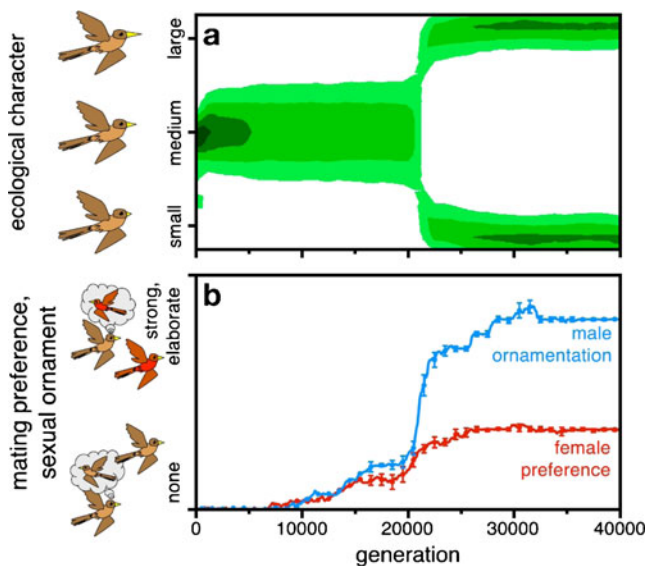 ecological character
large
medium
small
a
mating preference,
sexual ornament
strong,
elaborate
none
b
male
ornamentation
female
preference
0
10000
20000
30000
40000
generation